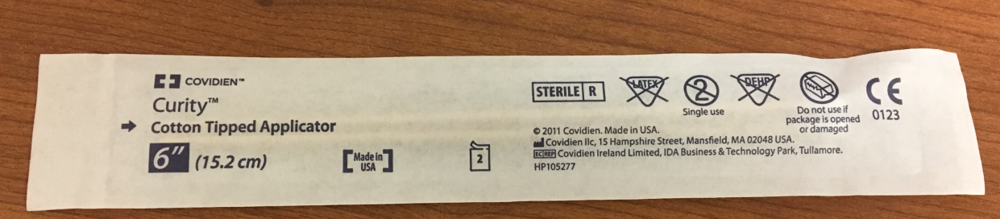 COVIDIEN™
Curity™
Cotton Tipped Applicator
6" (15.2 cm)
Made in
USA
2
STERILE R
LATEX
2
Single use
DEHP
Do not use if
package is opened
or damaged
CE
0123
© 2011 Covidien. Made in USA.
Covidien llc, 15 Hampshire Street, Mansfield, MA 02048 USA.
EC REP Covidien Ireland Limited, IDA Business & Technology Park, Tullamore.
HP105277